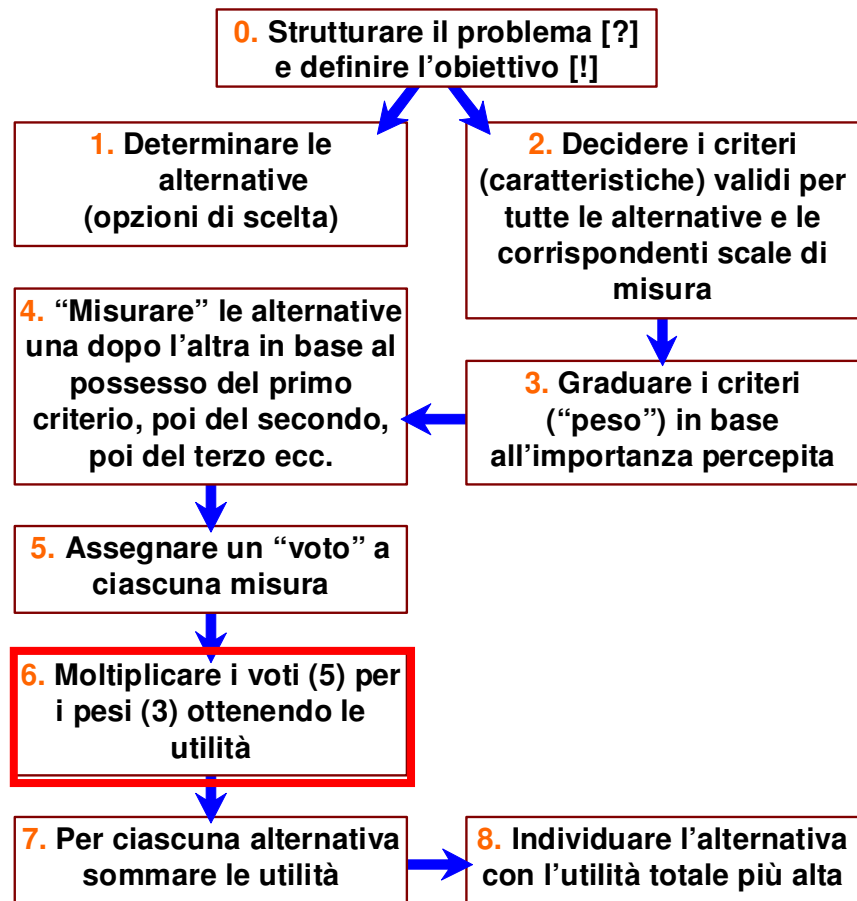 0. Strutturare il problema [?]
e definire l’obiettivo [!]
1. Determinare le
alternative
(opzioni di scelta)
2. Decidere i criteri
(caratteristiche) validi per
tutte le alternative e le
corrispondenti scale di
misura
3. Graduare i criteri
(“peso”) in base
all’importanza percepita
4. “Misurare” le alternative
una dopo l’altra in base al
possesso del primo
criterio, poi del secondo,
poi del terzo ecc.
5. Assegnare un “voto” a
ciascuna misura
6. Moltiplicare i voti (5) per
i pesi (3) ottenendo le
utilità
7. Per ciascuna alternativa
sommare le utilità
8. Individuare l’alternativa
con l’utilità totale più alta